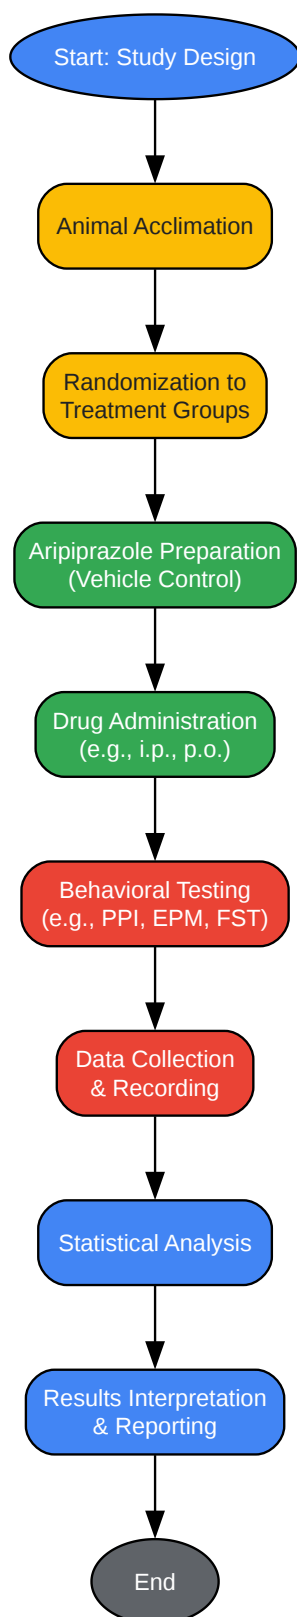 Start: Study Design
Animal Acclimation
Randomization to
Treatment Groups
Aripiprazole Preparation
(Vehicle Control)
Drug Administration
(e.g., i.p., p.o.)
Behavioral Testing
(e.g., PPI, EPM, FST)
Data Collection
& Recording
Statistical Analysis
Results Interpretation
& Reporting
End